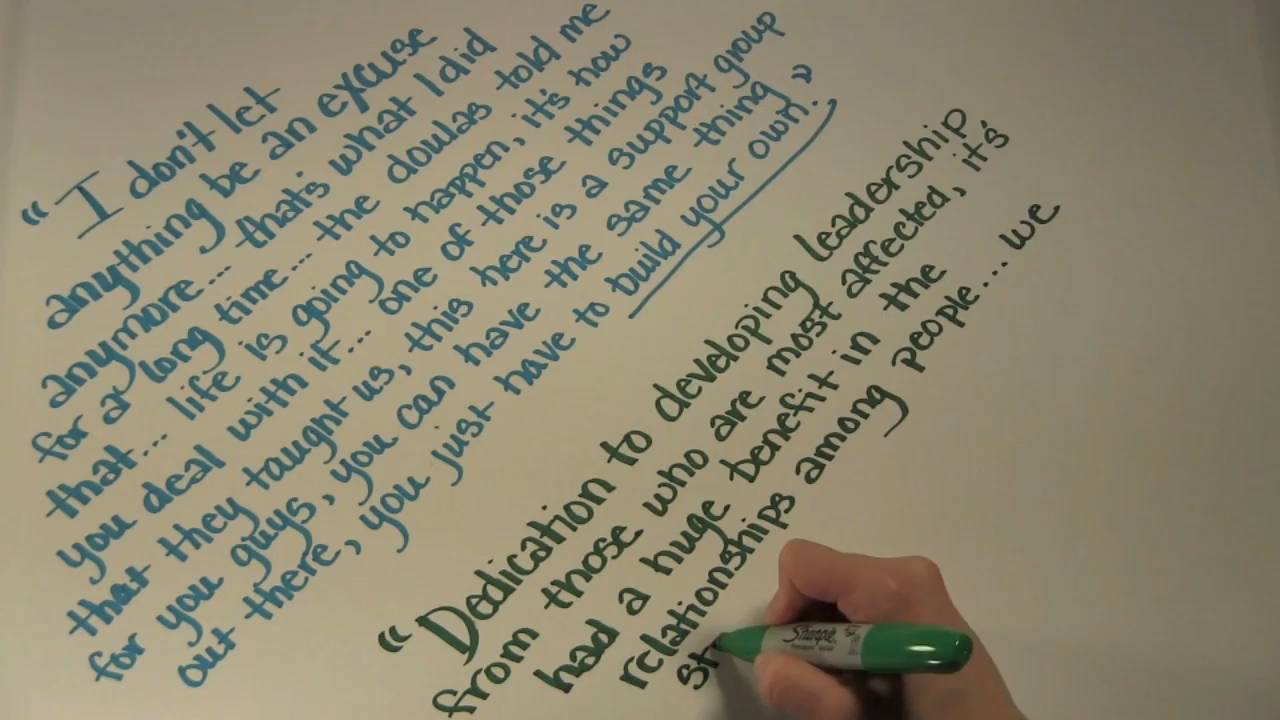 “I don't let
anything be an excuse
anymore... thats what I did
for a long time... the doulas told me
that... life is going to happen, it's how
you deal with it... one of those things
that they taught us, this here is a support group
for you guys, you can have the same thing
out there, you just have to build your own.”
“Dedication to developing leadership
from those who are most affected, it's
had a huge benefit in the
relationships among people... we
st
Sharpie